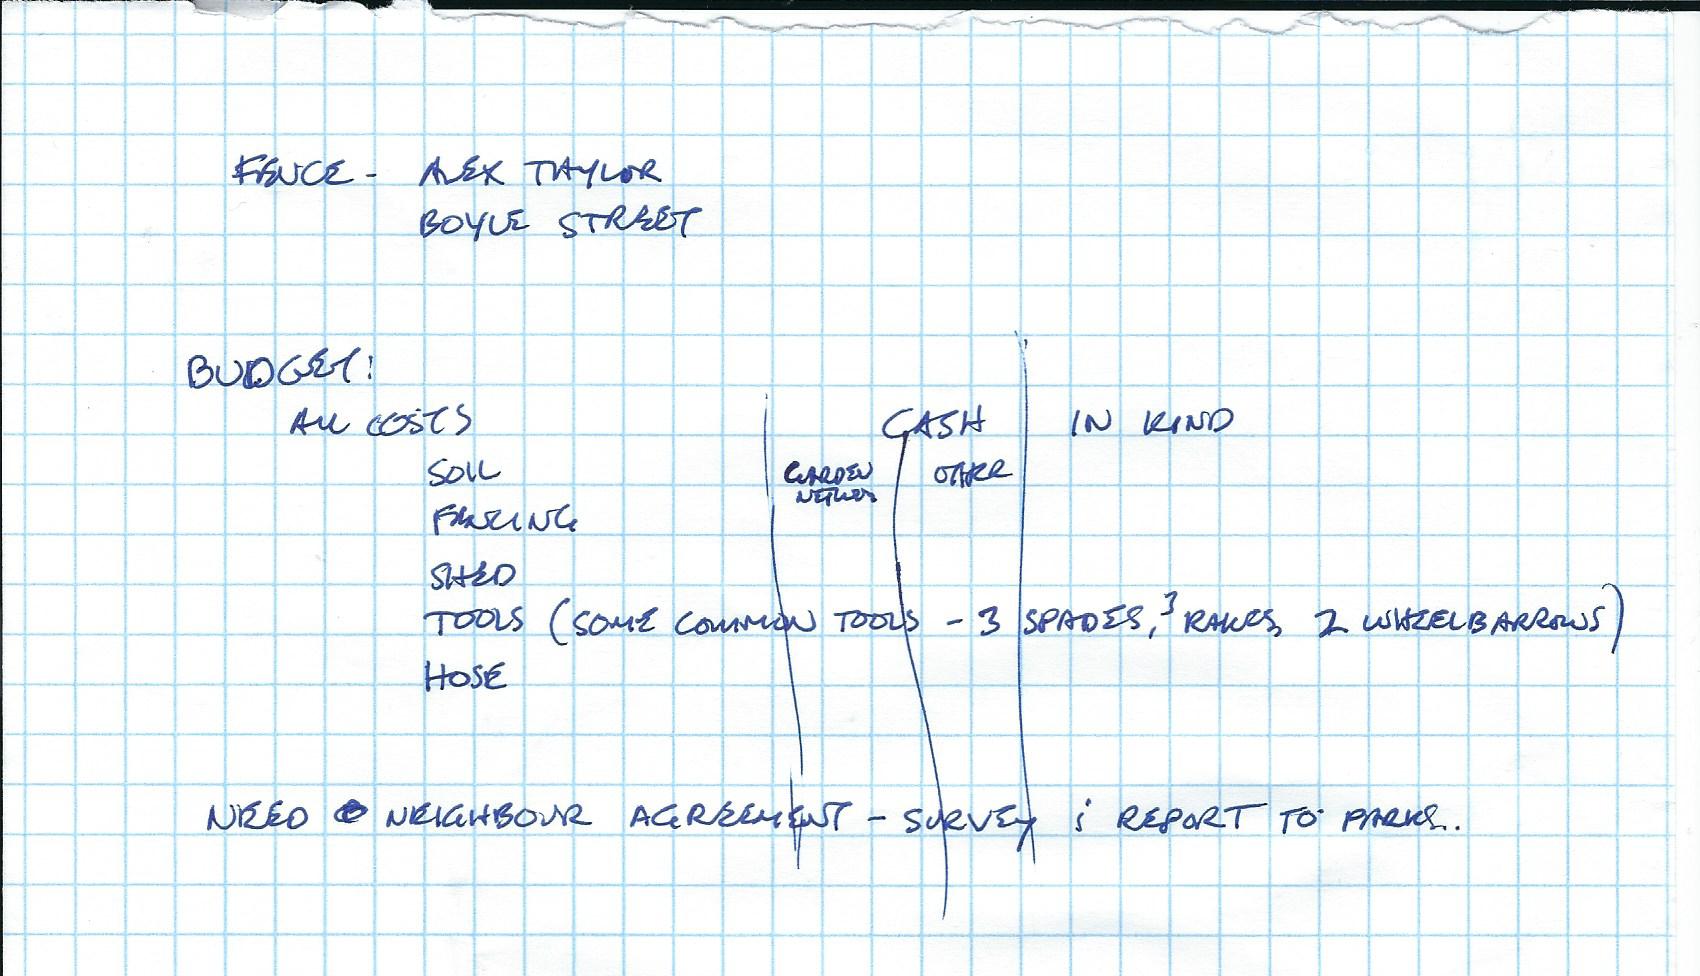 FENCE - ALEX TAYLOR
BOYLE STREET
BUDGET:
ALL COSTS CASH IN KIND
SOIL GARDEN OTHER
NETWORK
FENCING
SHED
TOOLS (SOME COMMON TOOLS - 3 SPADES, 3 RAKES, 2 WHEELBARROWS)
HOSE
NEED NEIGHBOUR AGREEMENT - SURVEY & REPORT TO PARKS.